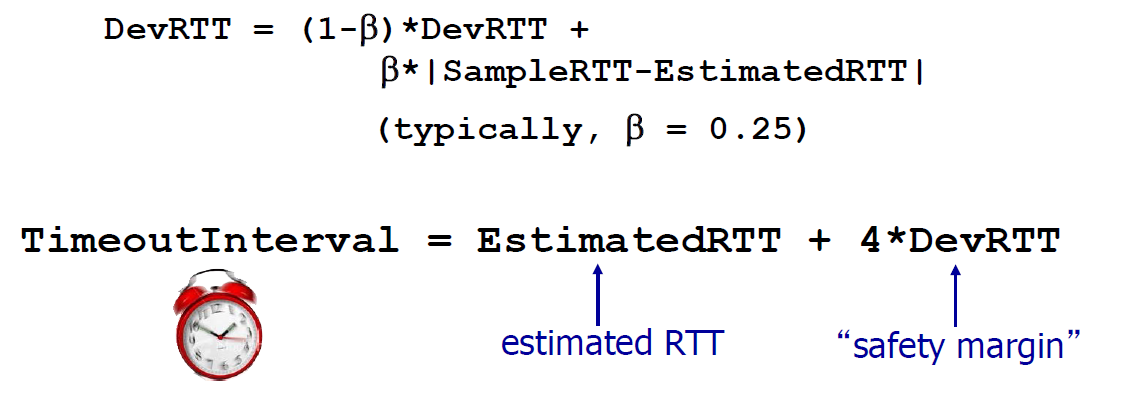 DevRTT = (1-β)*DevRTT +
β*|SampleRTT-EstimatedRTT|
(typically, β = 0.25)
TimeoutInterval = EstimatedRTT + 4*DevRTT
estimated RTT
“safety margin”